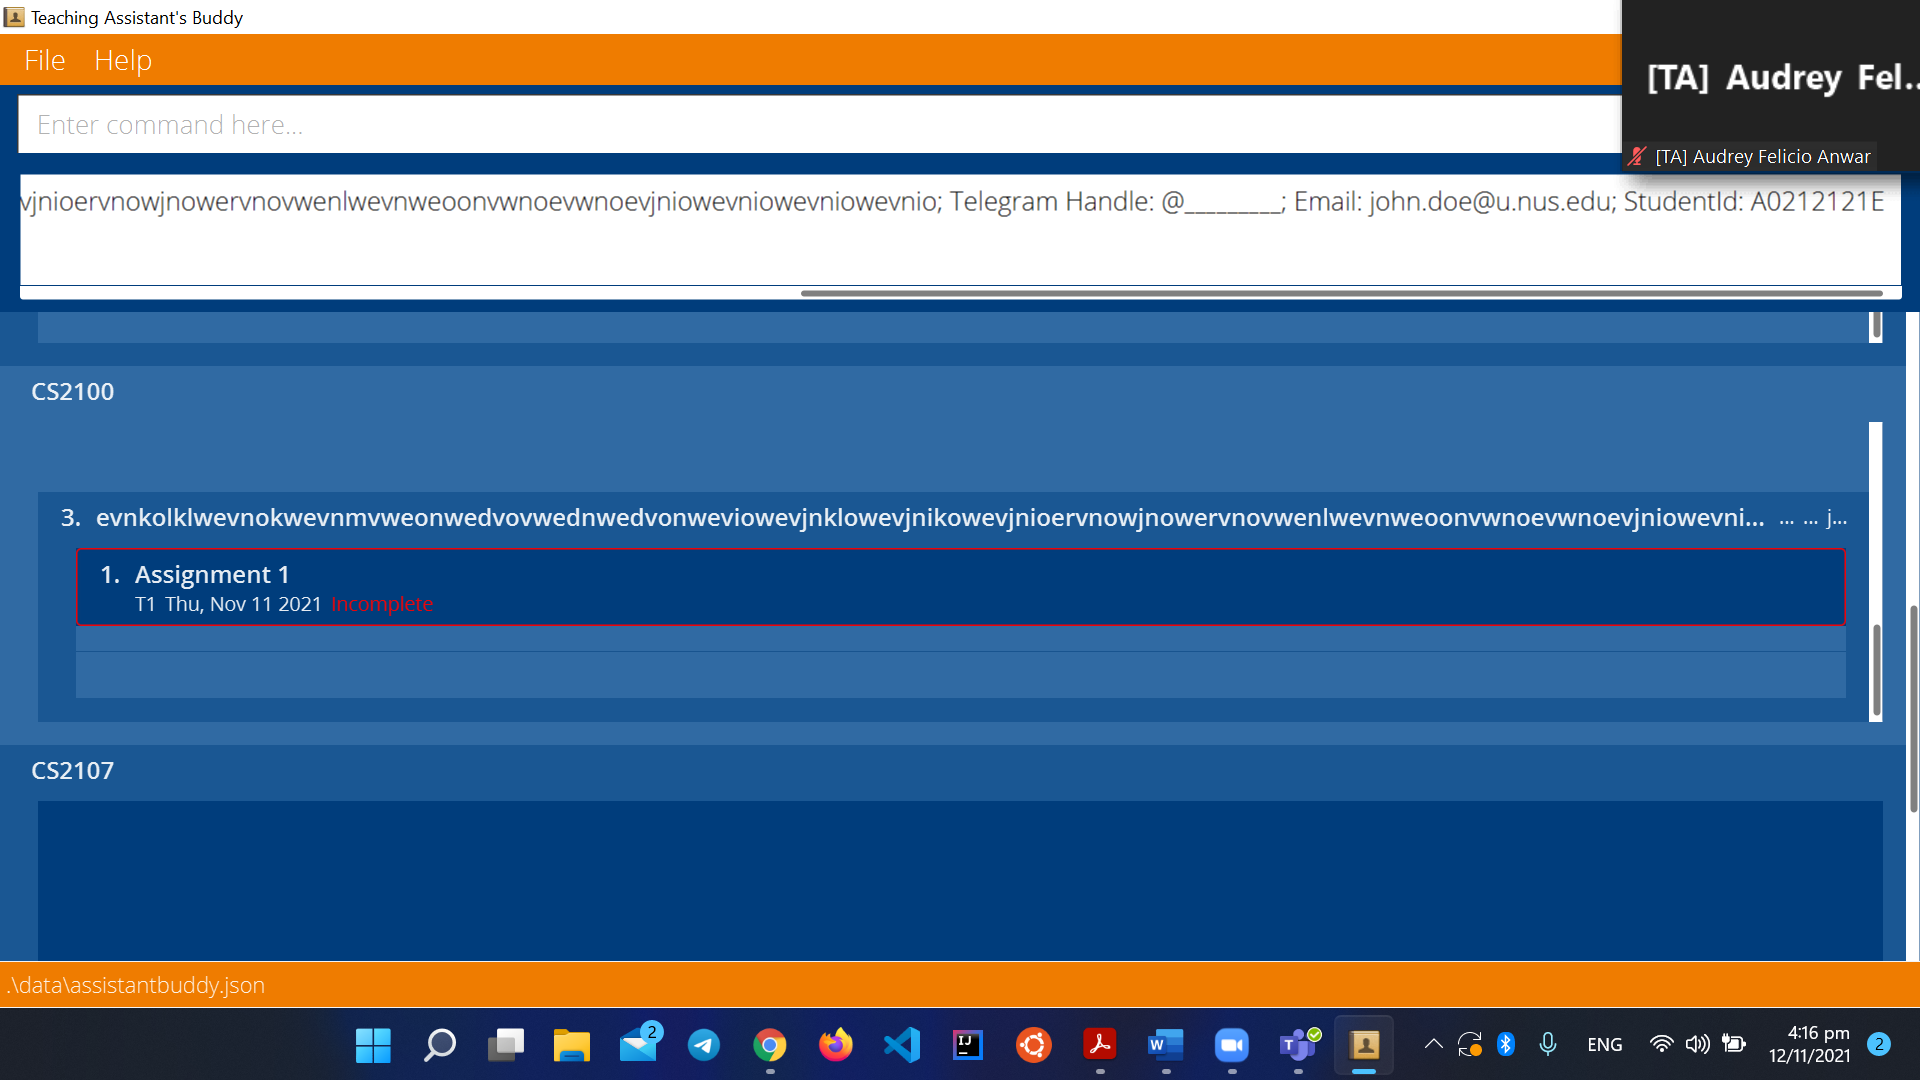 Teaching Assistant's Buddy
File Help
[TA] Audrey Fel...
Enter command here...
[TA] Audrey Felicio Anwar
vjnioervnowjnowervnovwenlwevnweoonvwnoevwnoevjniowevniowevniowevnio; Telegram Handle: @_________; Email: john.doe@u.nus.edu; StudentId: A0212121E
CS2100
3. evnkolklwevnokwevnmvweonwedvovwednwedvonweviowevjnklowevjnikowevjnioervnowjnowervnovwenlwevnweoonvwnoevwnoevjniowevni... ... ... j...
1. Assignment 1
T1 Thu, Nov 11 2021 Incomplete
CS2107
.\data\assistantbuddy.json
2
ENG
4:16 pm
12/11/2021
2